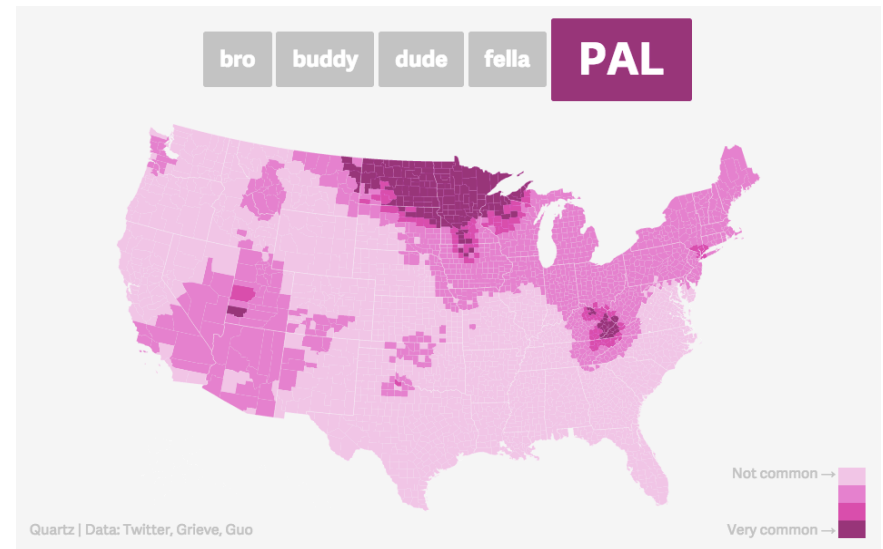 bro buddy dude fella PAL
Not common →
Very common →
Quartz | Data: Twitter, Grieve, Guo